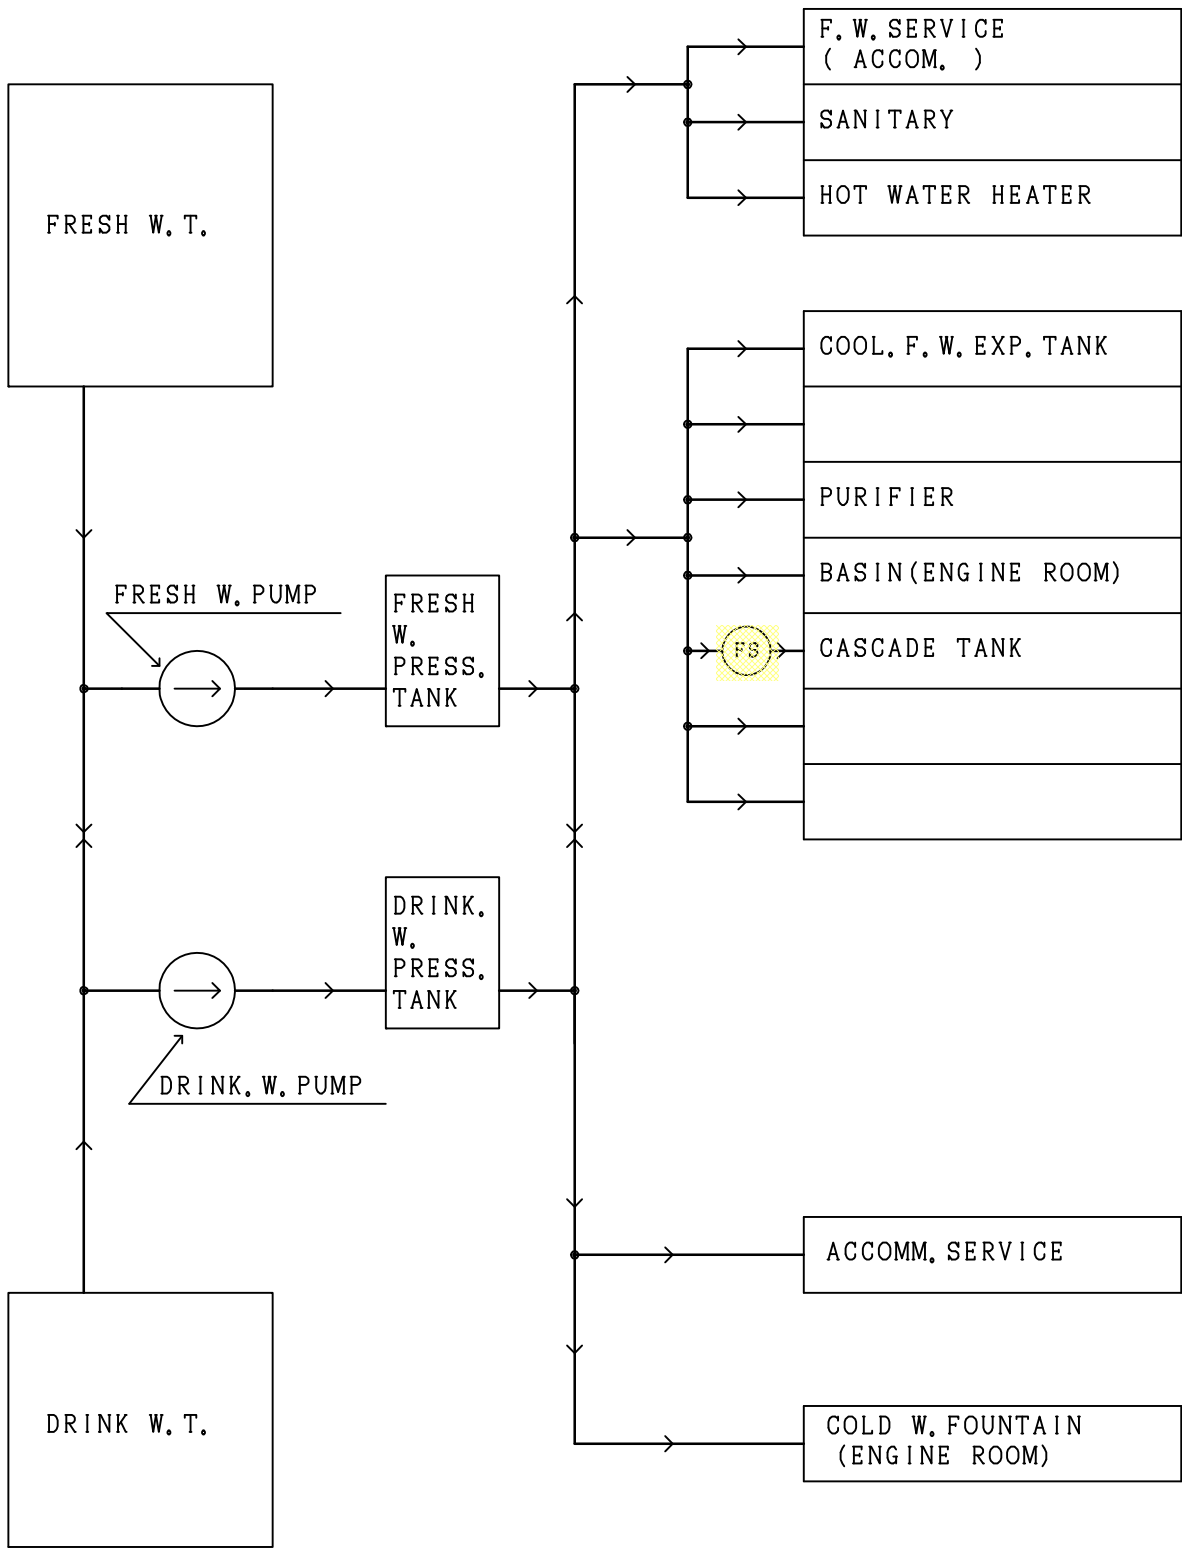 F.W.SERVICE
( ACCOM. )
SANITARY
HOT WATER HEATER
FRESH W.T.
COOL.F.W.EXP.TANK
PURIFIER
BASIN(ENGINE ROOM)
FS
CASCADE TANK
FRESH W.PUMP
FRESH
W.
PRESS.
TANK
DRINK.
W.
PRESS.
TANK
DRINK.W.PUMP
ACCOMM.SERVICE
DRINK W.T.
COLD W.FOUNTAIN
(ENGINE ROOM)